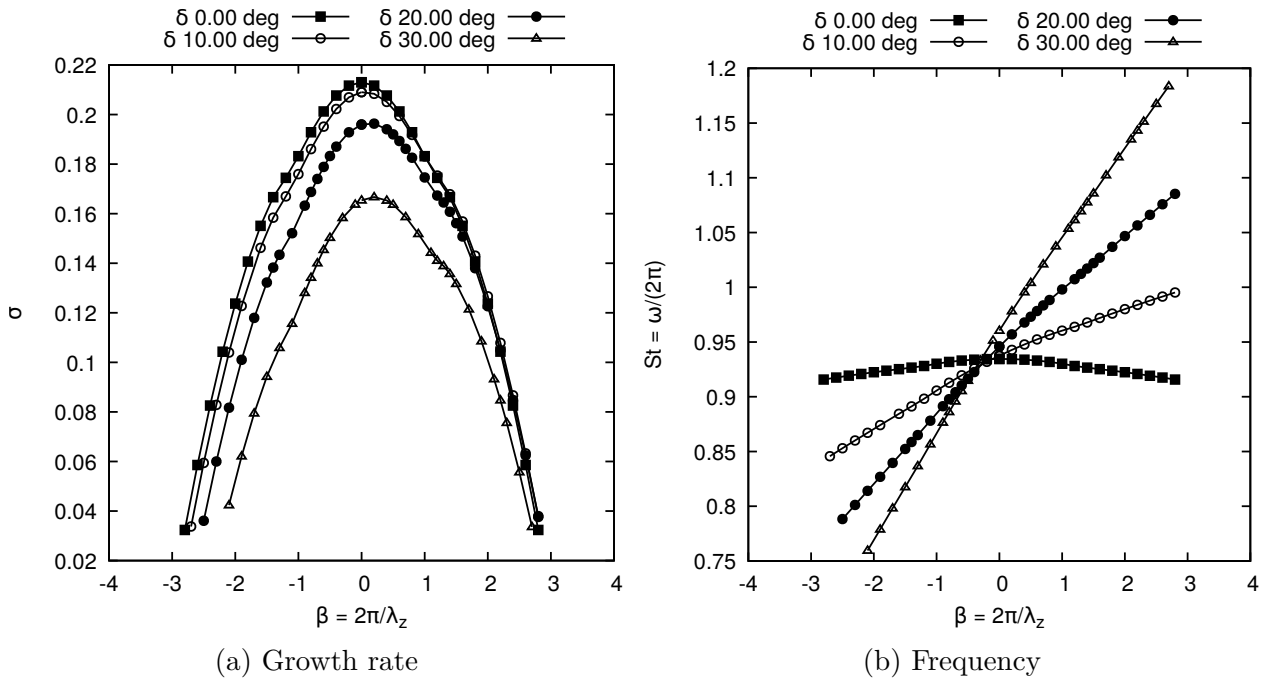 δ 0.00 deg δ 20.00 deg
δ 10.00 deg δ 30.00 deg
0.22
0.2
0.18
0.16
0.14
0.12
0.1
0.08
0.06
0.04
0.02
σ
-4 -3 -2 -1 0 1 2 3 4
β = 2π/λz
(a) Growth rate
δ 0.00 deg δ 20.00 deg
δ 10.00 deg δ 30.00 deg
1.2
1.15
1.1
1.05
1
0.95
0.9
0.85
0.8
0.75
St = ω/(2π)
-4 -3 -2 -1 0 1 2 3 4
β = 2π/λz
(b) Frequency